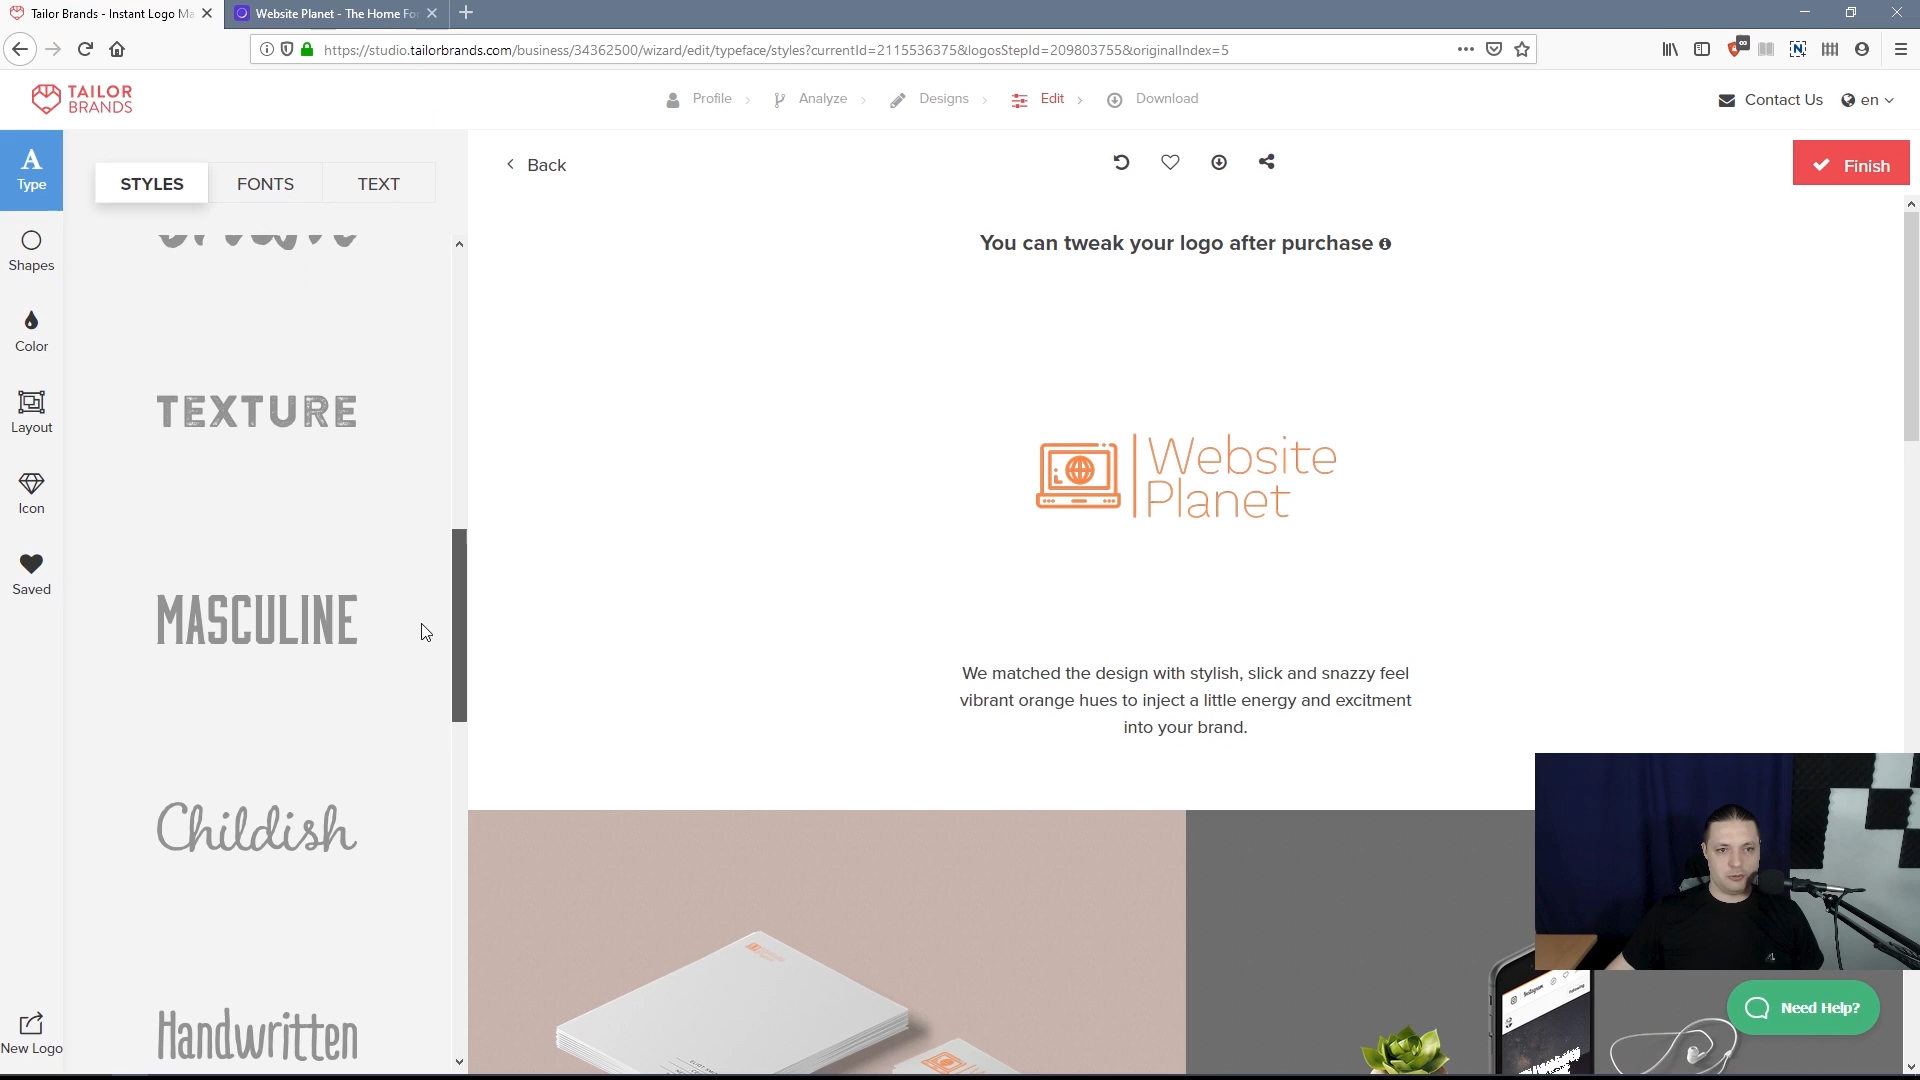 Tailor Brands - Instant Logo Ma
Website Planet - The Home Fo
https://studio.tailorbrands.com/business/34362500/wizard/edit/typeface/styles?currentId=2115536375&logosStepId=209803755&originalIndex=5
TAILOR
BRANDS
Profile
Analyze
Designs
Edit
Download
Contact Us
en
Type
STYLES
FONTS
TEXT
Back
Finish
Shapes
Color
Layout
Icon
Saved
New Logo
You can tweak your logo after purchase
TEXTURE
MASCULINE
Childish
Handwritten
Website
Planet
We matched the design with stylish, slick and snazzy feel
vibrant orange hues to inject a little energy and excitment
into your brand.
Instagram
Following
Need Help?